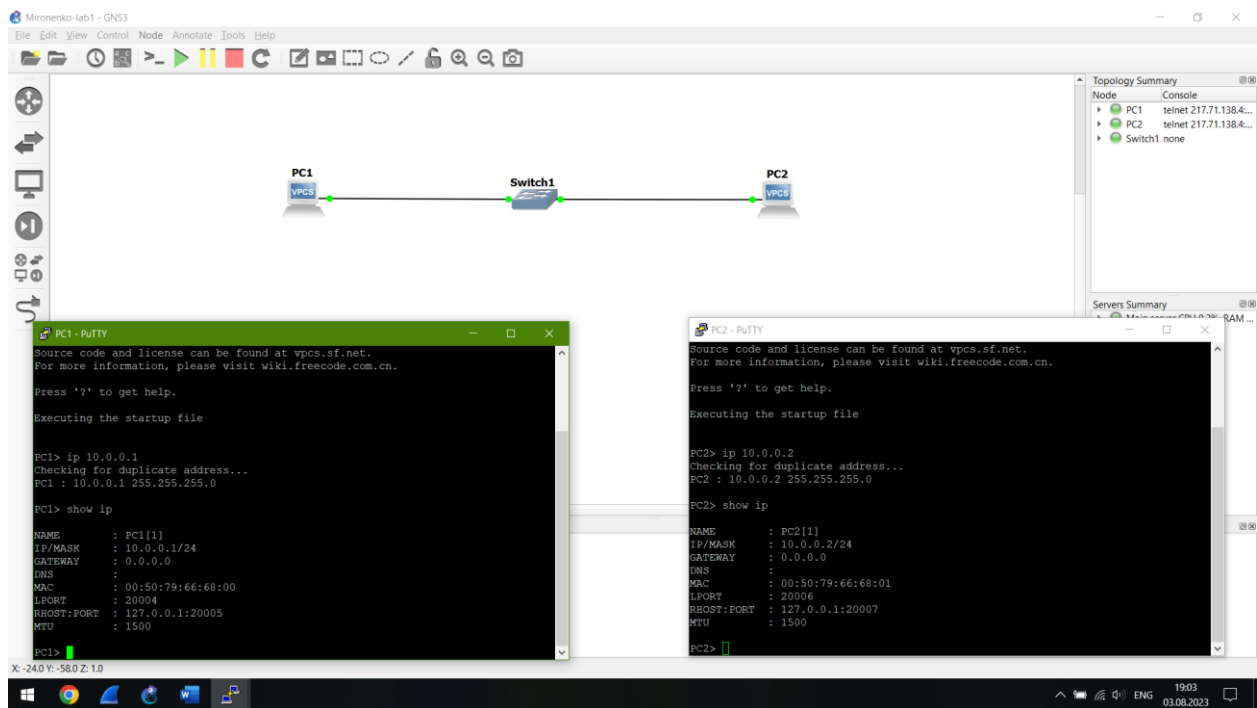 Mironenko-lab1 - GNS3
File Edit View Control Node Annotate Tools Help
Topology Summary
Node Console
PC1 telnet 217.71.138.4:...
PC2 telnet 217.71.138.4:...
Switch1 none
PC1
VPCS
Switch1
PC2
VPCS
Servers Summary
RAM ...
PC1 - PuTTY
Source code and license can be found at vpcs.sf.net.
For more information, please visit wiki.freecode.com.cn.
Press '?' to get help.
Executing the startup file
PC1> ip 10.0.0.1
Checking for duplicate address...
PC1 : 10.0.0.1 255.255.255.0
PC1> show ip
NAME : PC1[1]
IP/MASK : 10.0.0.1/24
GATEWAY : 0.0.0.0
DNS :
MAC : 00:50:79:66:68:00
LPORT : 20004
RHOST:PORT : 127.0.0.1:20005
MTU : 1500
PC1>
PC2 - PuTTY
Source code and license can be found at vpcs.sf.net.
For more information, please visit wiki.freecode.com.cn.
Press '?' to get help.
Executing the startup file
PC2> ip 10.0.0.2
Checking for duplicate address...
PC2 : 10.0.0.2 255.255.255.0
PC2> show ip
NAME : PC2[1]
IP/MASK : 10.0.0.2/24
GATEWAY : 0.0.0.0
DNS :
MAC : 00:50:79:66:68:01
LPORT : 20006
RHOST:PORT : 127.0.0.1:20007
MTU : 1500
PC2>
X: -24.0 Y: -58.0 Z: 1.0
ENG
19:03
03.08.2023